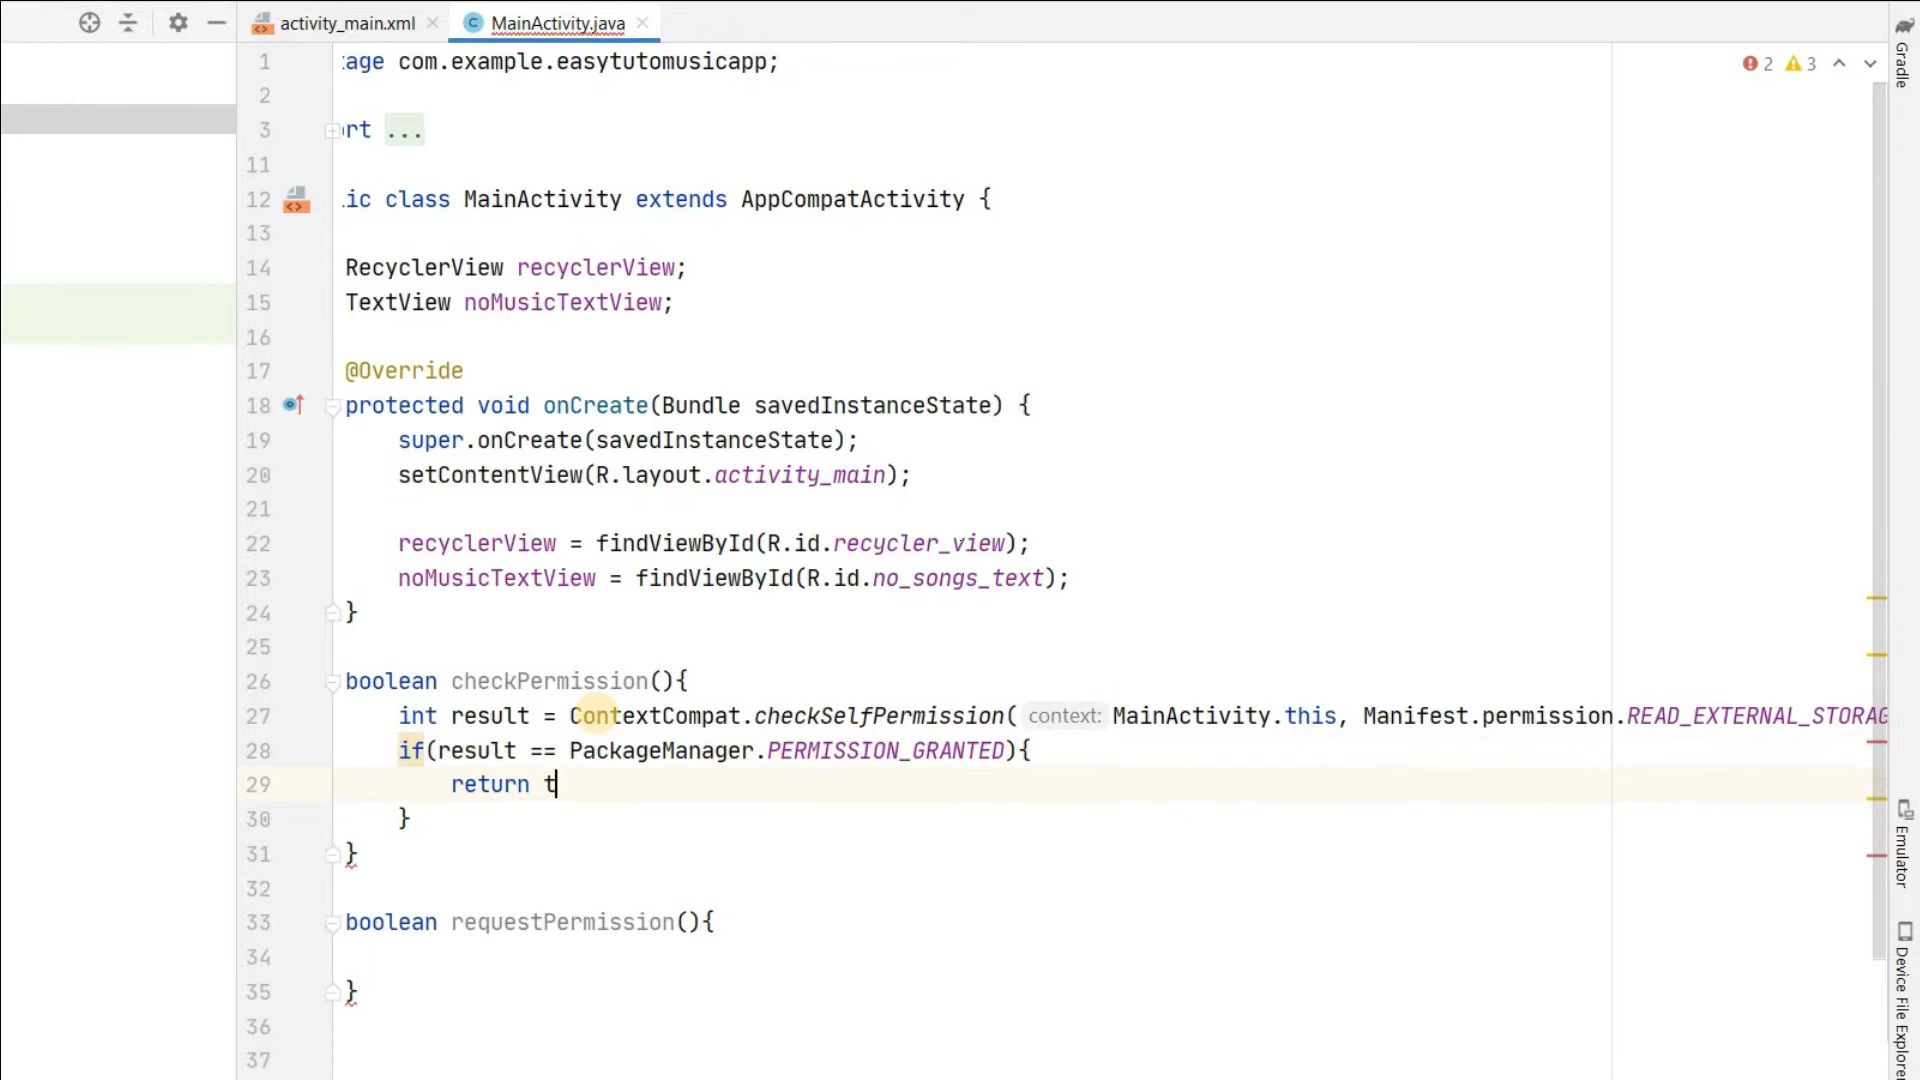 activity_main.xml
MainActivity.java
2 3
1 age com.example.easytutomusicapp;
2
3 rt ...
11
12 ic class MainActivity extends AppCompatActivity {
13
14 RecyclerView recyclerView;
15 TextView noMusicTextView;
16
17 @Override
18 protected void onCreate(Bundle savedInstanceState) {
19 super.onCreate(savedInstanceState);
20 setContentView(R.layout.activity_main);
21
22 recyclerView = findViewById(R.id.recycler_view);
23 noMusicTextView = findViewById(R.id.no_songs_text);
24 }
25
26 boolean checkPermission(){
27 int result = ContextCompat.checkSelfPermission( context: MainActivity.this, Manifest.permission.READ_EXTERNAL_STORAG
28 if(result == PackageManager.PERMISSION_GRANTED){
29 return t
30 }
31 }
32
33 boolean requestPermission(){
34
35 }
36
37
Gradle
Emulator
Device File Explorer